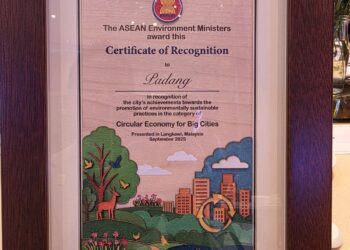 The ASEAN Environment Ministers
award this
Certificate of Recognition
to
Padang
in recognition of
the city's achievements towards the
promotion of environmentally sustainable
practices in the category of
Circular Economy for Big Cities
Presented in Langkawi, Malaysia
September 2025